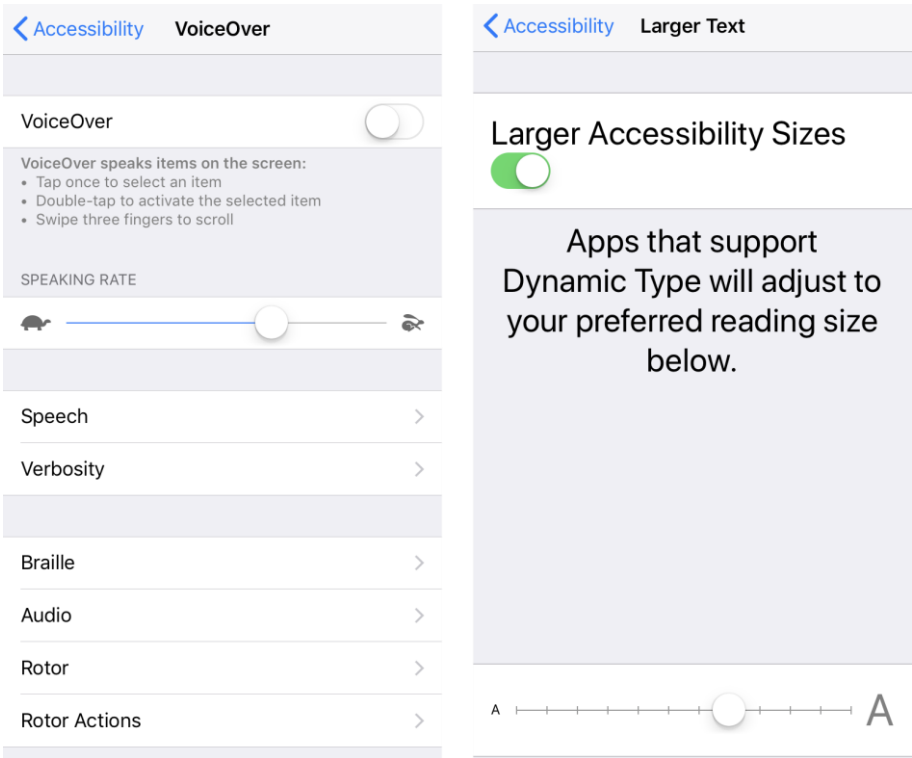 Accessibility VoiceOver
VoiceOver
VoiceOver speaks items on the screen:
• Tap once to select an item
• Double-tap to activate the selected item
• Swipe three fingers to scroll
SPEAKING RATE
Speech
Verbosity
Braille
Audio
Rotor
Rotor Actions
Accessibility Larger Text
Larger Accessibility Sizes
Apps that support
Dynamic Type will adjust to
your preferred reading size
below.
A A